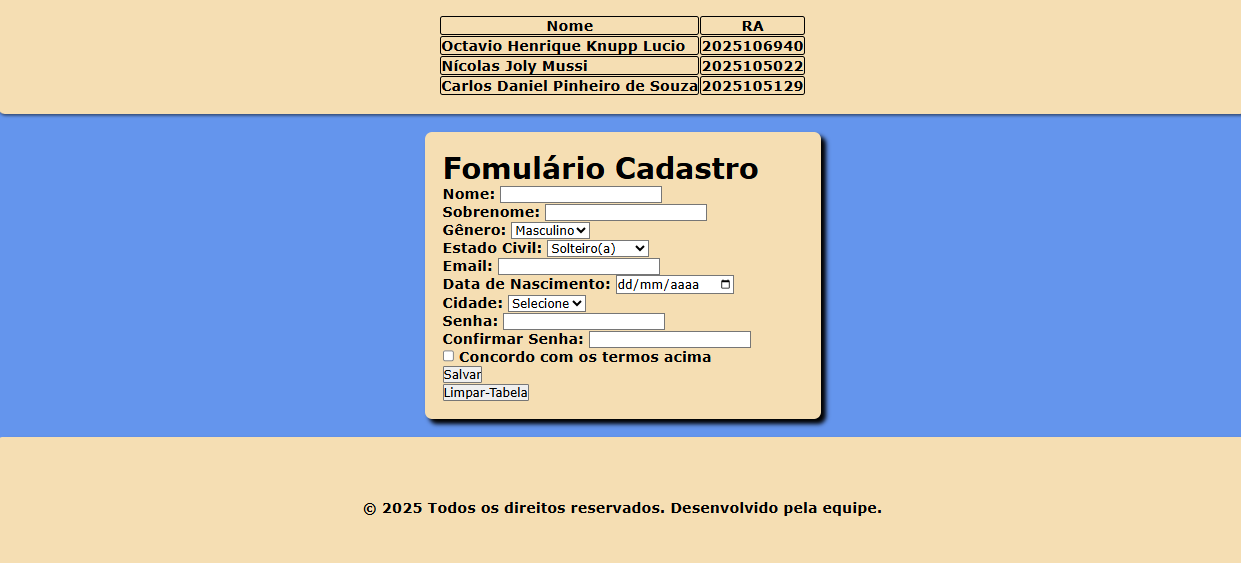 Nome RA
Octavio Henrique Knupp Lucio 2025106940
Nícolas Joly Mussi 2025105022
Carlos Daniel Pinheiro de Souza 2025105129
Fomulário Cadastro
Nome:
Sobrenome:
Gênero: Masculino
Estado Civil: Solteiro(a)
Email:
Data de Nascimento: dd/mm/aaaa
Cidade: Selecione
Senha:
Confirmar Senha:
Concordo com os termos acima
Salvar
Limpar-Tabela
© 2025 Todos os direitos reservados. Desenvolvido pela equipe.